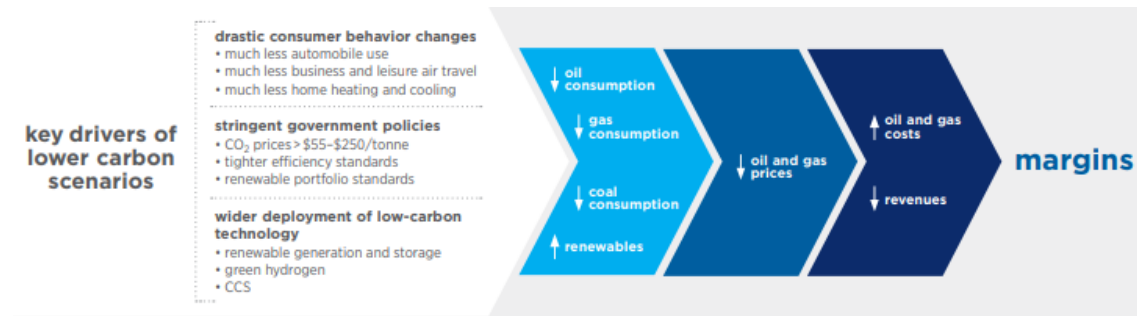 key drivers of
lower carbon
scenarios
drastic consumer behavior changes
• much less automobile use
• much less business and leisure air travel
• much less home heating and cooling
stringent government policies
• CO₂ prices > $55–$250/tonne
• tighter efficiency standards
• renewable portfolio standards
wider deployment of low-carbon
technology
• renewable generation and storage
• green hydrogen
• CCS
↓ oil
consumption
↓ gas
consumption
↓ coal
consumption
↑ renewables
↓ oil and gas
prices
↑ oil and gas
costs
↓ revenues
margins